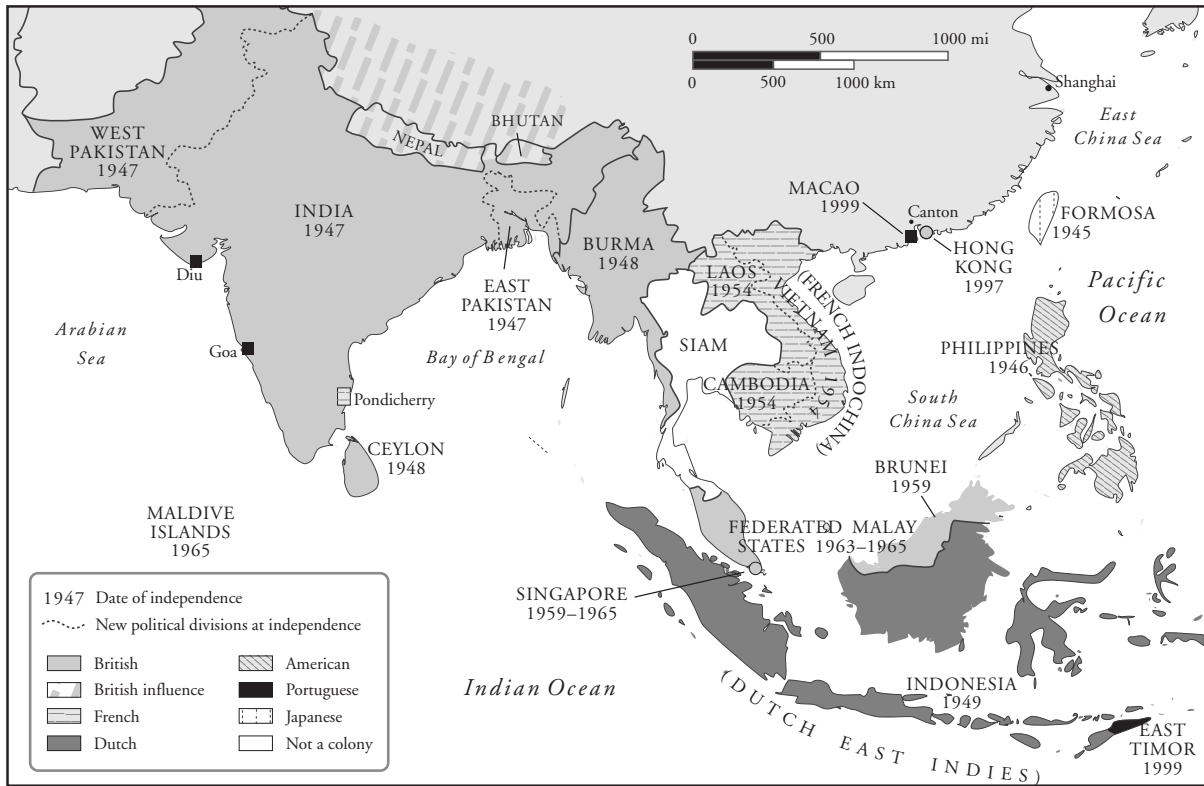 0 500 1000 mi
0 500 1000 km
Shanghai
East
China Sea
WEST
PAKISTAN
1947
NEPAL
BHUTAN
INDIA
1947
MACAO
1999
Canton
FORMOSA
1945
HONG
KONG
1997
BURMA
1948
LAOS
1954
VIETNAM 1954
(FRENCH INDOCHINA)
Diu
EAST
PAKISTAN
1947
Pacific
Ocean
Arabian
Sea
Goa
Bay of Bengal
SIAM
PHILIPPINES
1946
CAMBODIA
1954
Pondicherry
South
China Sea
CEYLON
1948
BRUNEI
1959
MALDIVE
ISLANDS
1965
FEDERATED MALAY
STATES 1963–1965
SINGAPORE
1959–1965
Indian Ocean
INDONESIA
1949
(DUTCH EAST INDIES)
EAST
TIMOR
1999
1947 Date of independence
New political divisions at independence
British
British influence
French
Dutch
American
Portuguese
Japanese
Not a colony